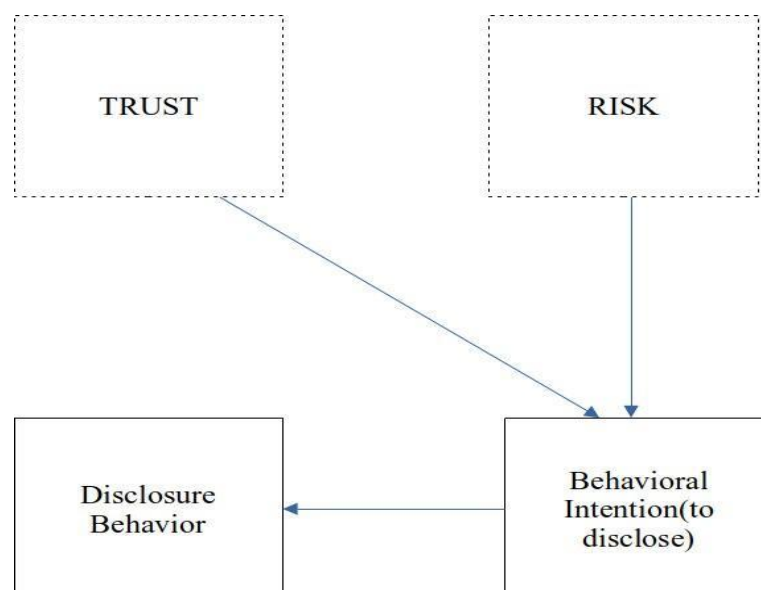 TRUST
RISK
Disclosure
Behavior
Behavioral
Intention(to
disclose)